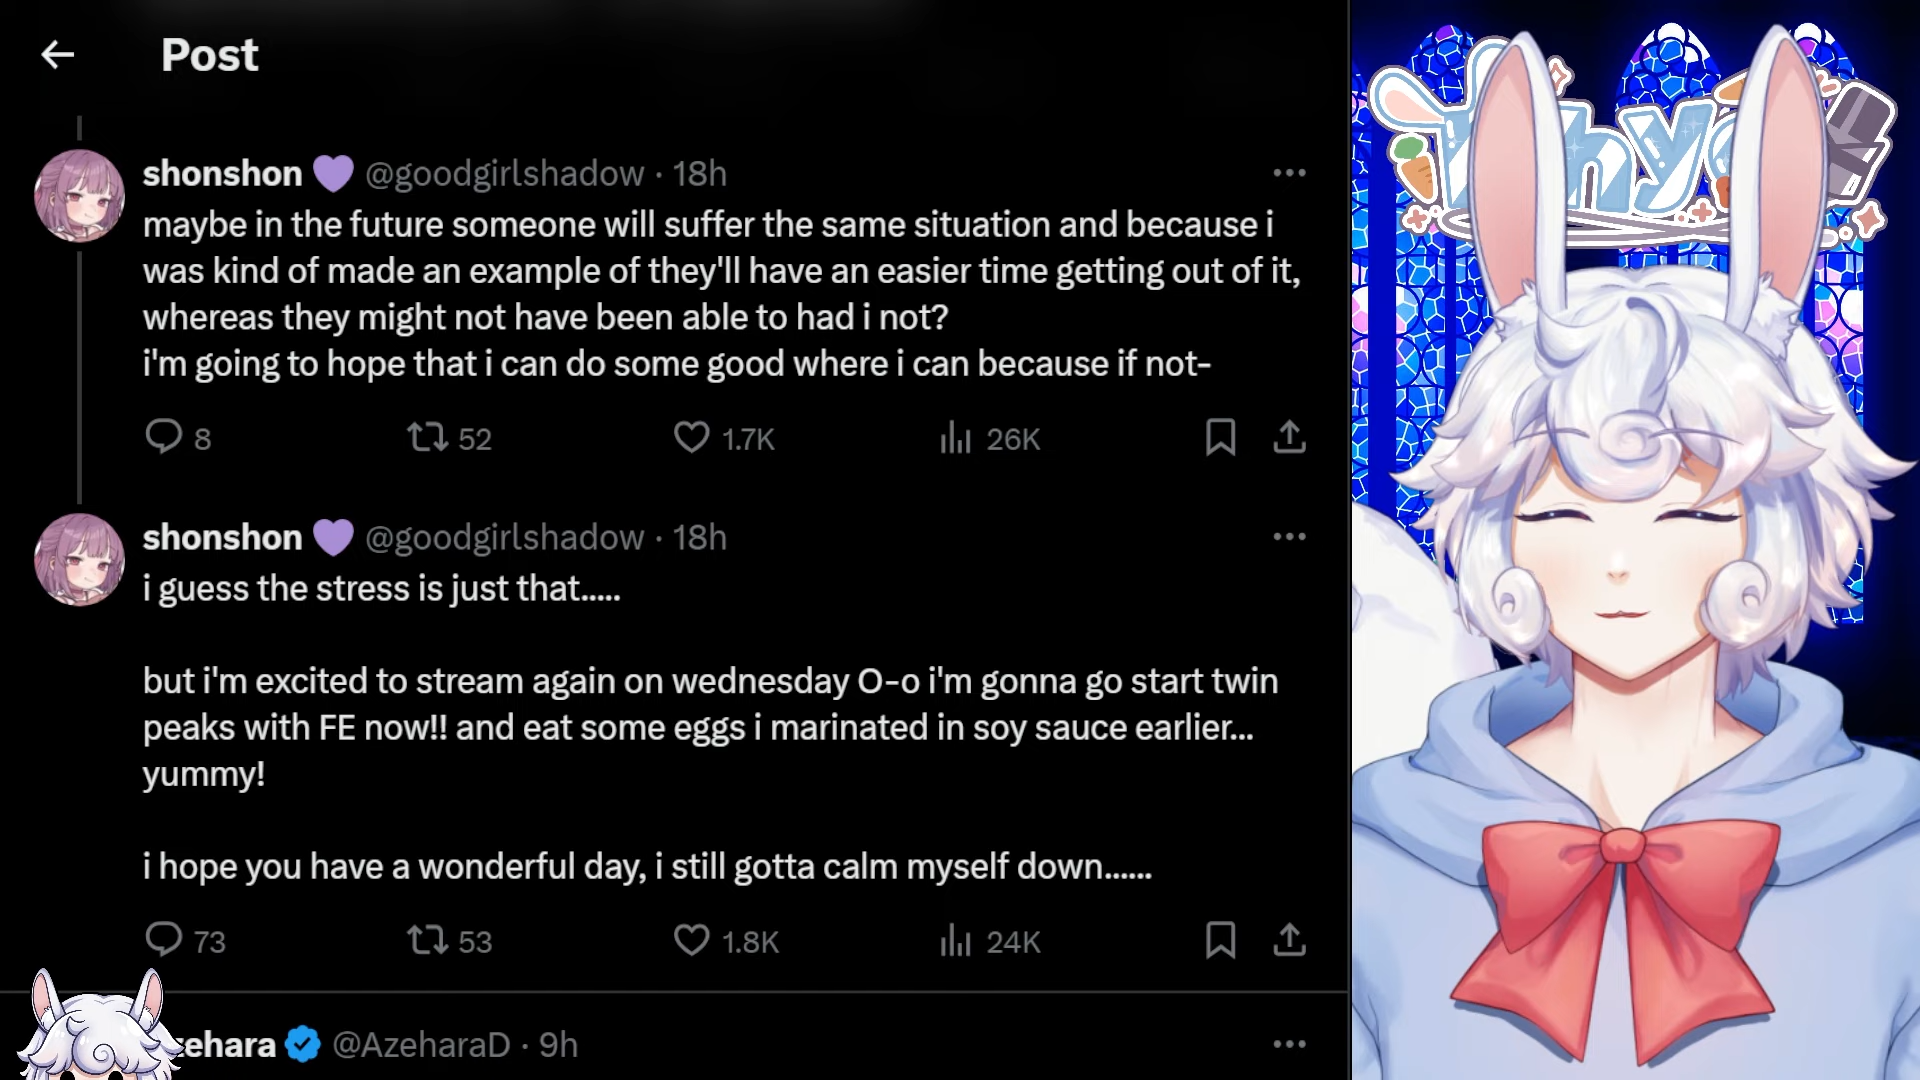 Post
shonshon 💜 @goodgirlshadow · 18h
maybe in the future someone will suffer the same situation and because i
was kind of made an example of they'll have an easier time getting out of it,
whereas they might not have been able to had i not?
i'm going to hope that i can do some good where i can because if not-
8 52 1.7K 26K
shonshon 💜 @goodgirlshadow · 18h
i guess the stress is just that.....
but i'm excited to stream again on wednesday O-o i'm gonna go start twin
peaks with FE now!! and eat some eggs i marinated in soy sauce earlier...
yummy!
i hope you have a wonderful day, i still gotta calm myself down......
73 53 1.8K 24K
zehara @AzeharaD · 9h